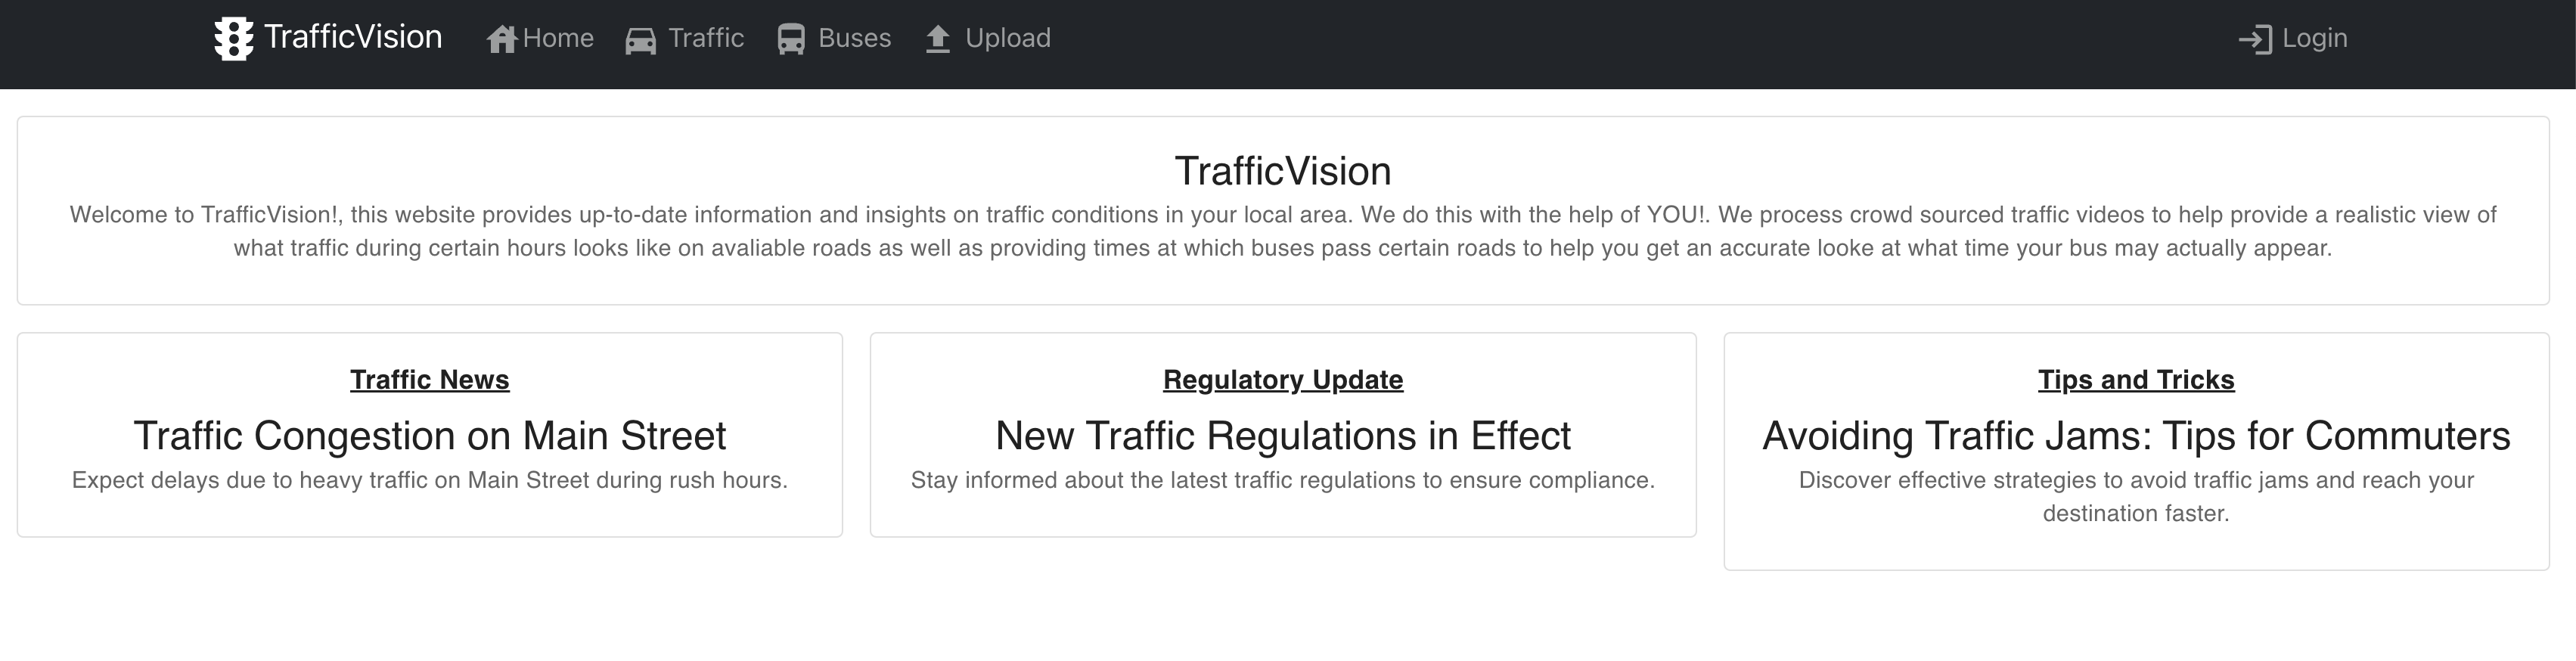 TrafficVision Home Traffic Buses Upload Login
TrafficVision
Welcome to TrafficVision!, this website provides up-to-date information and insights on traffic conditions in your local area. We do this with the help of YOU!. We process crowd sourced traffic videos to help provide a realistic view of
what traffic during certain hours looks like on avaliable roads as well as providing times at which buses pass certain roads to help you get an accurate looke at what time your bus may actually appear.
Traffic News
Traffic Congestion on Main Street
Expect delays due to heavy traffic on Main Street during rush hours.
Regulatory Update
New Traffic Regulations in Effect
Stay informed about the latest traffic regulations to ensure compliance.
Tips and Tricks
Avoiding Traffic Jams: Tips for Commuters
Discover effective strategies to avoid traffic jams and reach your
destination faster.